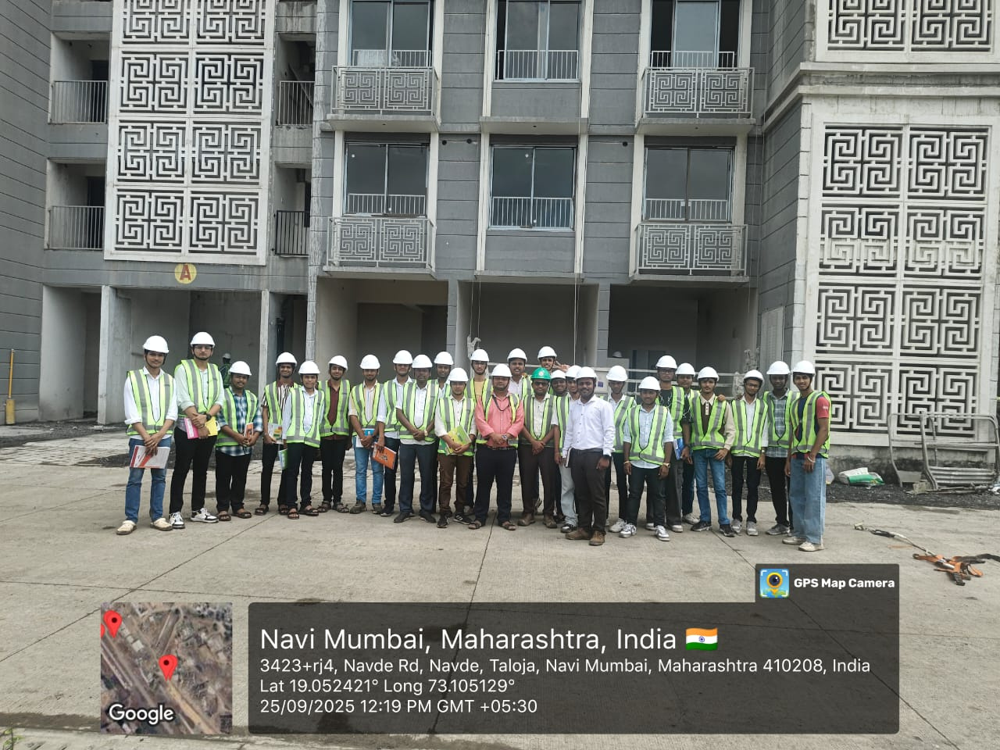 A
GPS Map Camera
Navi Mumbai, Maharashtra, India
3423+rj4, Navde Rd, Navde, Taloja, Navi Mumbai, Maharashtra 410208, India
Lat 19.052421° Long 73.105129°
25/09/2025 12:19 PM GMT +05:30
Google